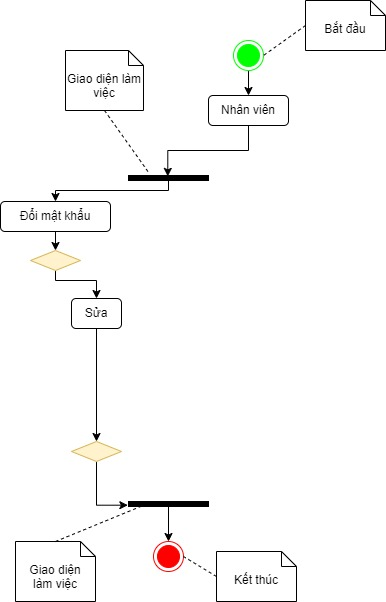 Bắt đầu
Giao diện làm
việc
Nhân viên
Đổi mật khẩu
Sửa
Giao diện
làm việc
Kết thúc